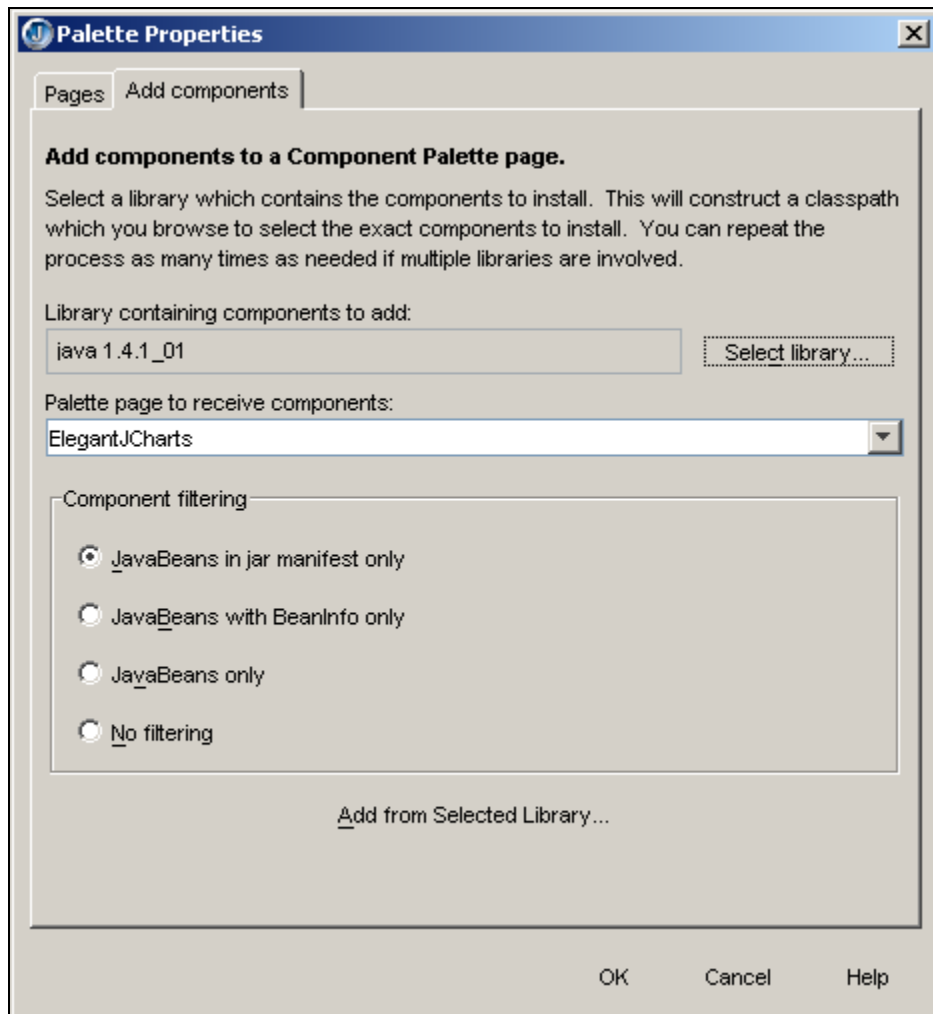 Palette Properties
Pages
Add components
Add components to a Component Palette page.
Select a library which contains the components to install. This will construct a classpath
which you browse to select the exact components to install. You can repeat the
process as many times as needed if multiple libraries are involved.
Library containing components to add:
java 1.4.1_01
Select library...
Palette page to receive components:
ElegantJCharts
Component filtering
JavaBeans in jar manifest only
JavaBeans with BeanInfo only
JavaBeans only
No filtering
Add from Selected Library...
OK Cancel Help